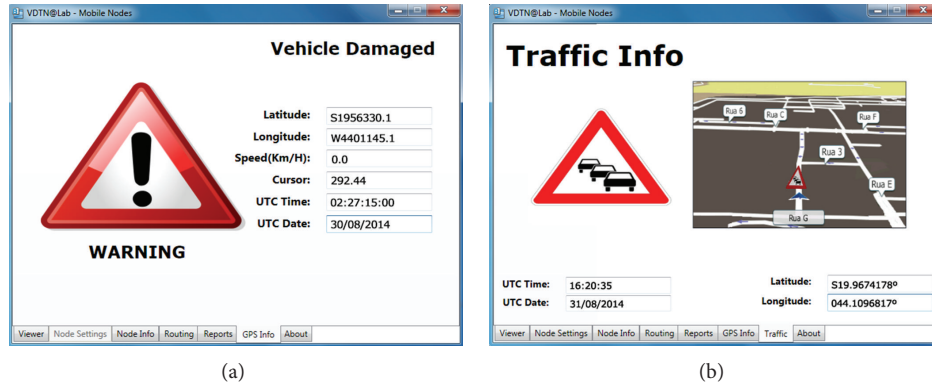 VDTN@Lab - Mobile Nodes
Vehicle Damaged
Latitude: S1956330.1
Longitude: W4401145.1
Speed(Km/H): 0.0
Cursor: 292.44
UTC Time: 02:27:15:00
UTC Date: 30/08/2014
WARNING
Viewer Node Settings Node Info Routing Reports GPS Info About
(a)
VDTN@Lab - Mobile Nodes
Traffic Info
Rua 6
Rua C
Rua F
Rua 3
Rua E
Rua G
UTC Time: 16:20:35
Latitude: S19.9674178º
UTC Date: 31/08/2014
Longitude: 044.1096817º
Viewer Node Settings Node Info Routing Reports GPS Info Traffic About
(b)